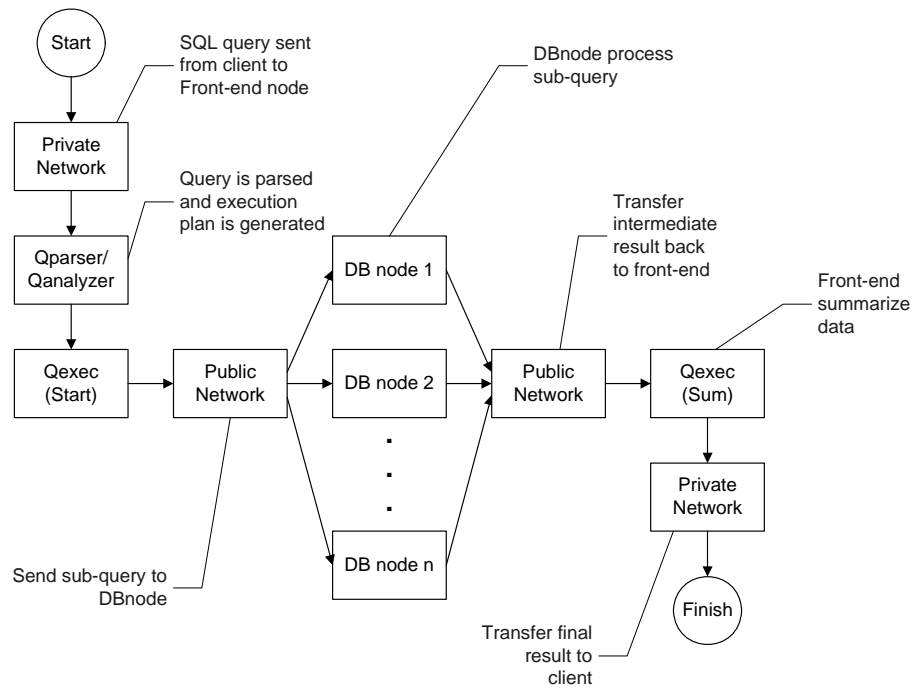 Start
SQL query sent
from client to
Front-end node
DBnode process
sub-query
Private
Network
Query is parsed
and execution
plan is generated
Transfer
intermediate
result back
to front-end
Qparser/
Qanalyzer
DB node 1
Front-end
summarize
data
Qexec
(Start)
Public
Network
DB node 2
Public
Network
Qexec
(Sum)
Private
Network
DB node n
Send sub-query to
DBnode
Finish
Transfer final
result to
client